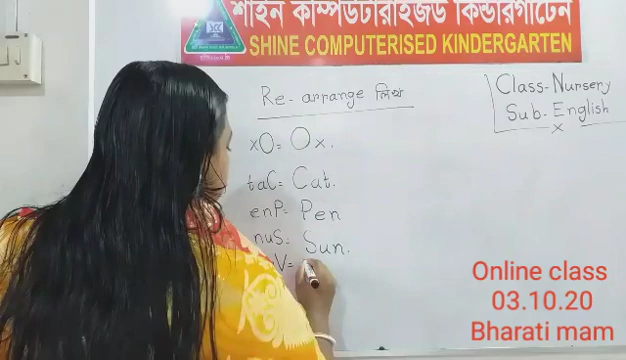 শাইন কম্পিউটারাইজড কিন্ডারগার্টেন
SHINE COMPUTERISED KINDERGARTEN
Re-arrange লিখ
Class-Nursery
Sub-English
x
xO= Ox.
taC= Cat.
enP= Pen
nuS= Sun.
V=
Online class
03.10.20
Bharati mam